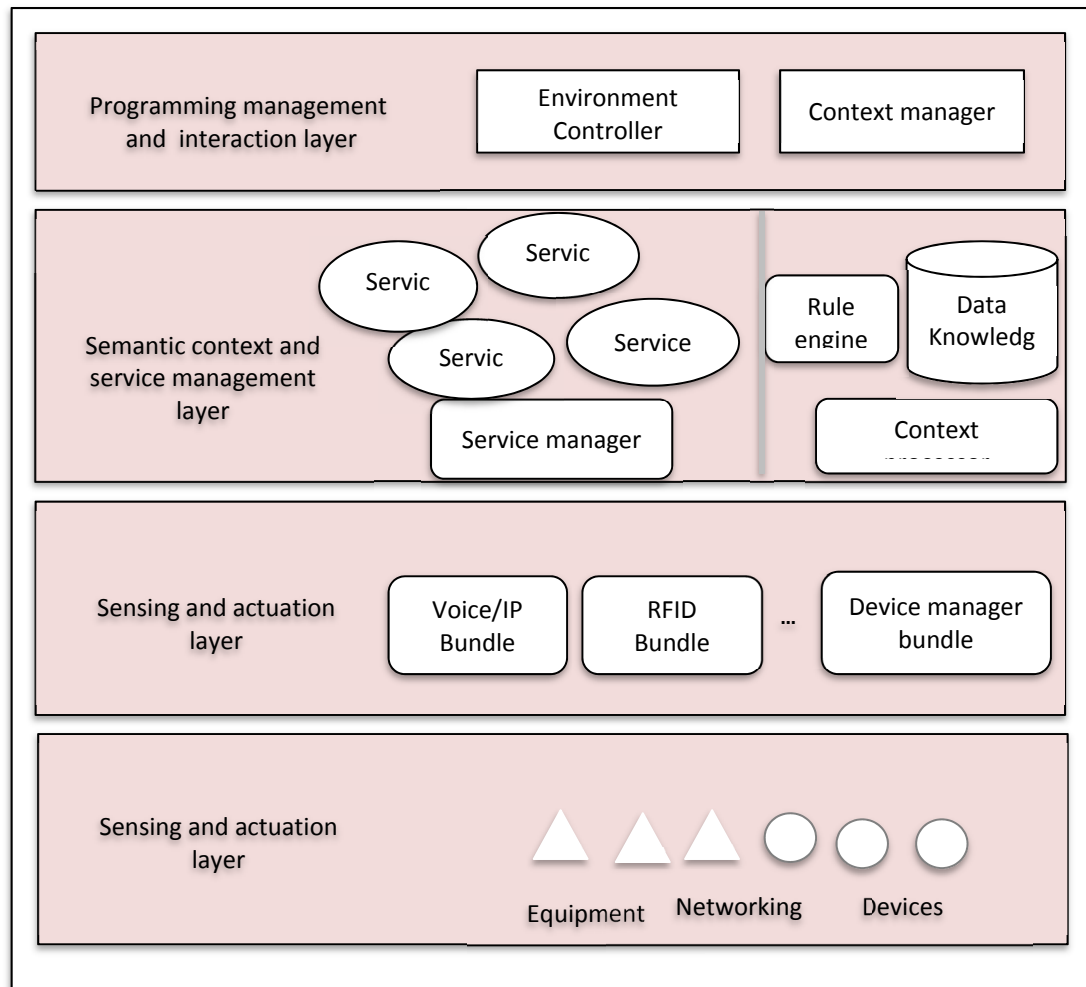 Programming management
and interaction layer
Environment
Controller
Context manager
Semantic context and
service management
layer
Servic
Servic
Servic
Service
Service manager
Rule
engine
Data
Knowledg
Context
Sensing and actuation
layer
Voice/IP
Bundle
RFID
Bundle
...
Device manager
bundle
Sensing and actuation
layer
Equipment
Networking
Devices